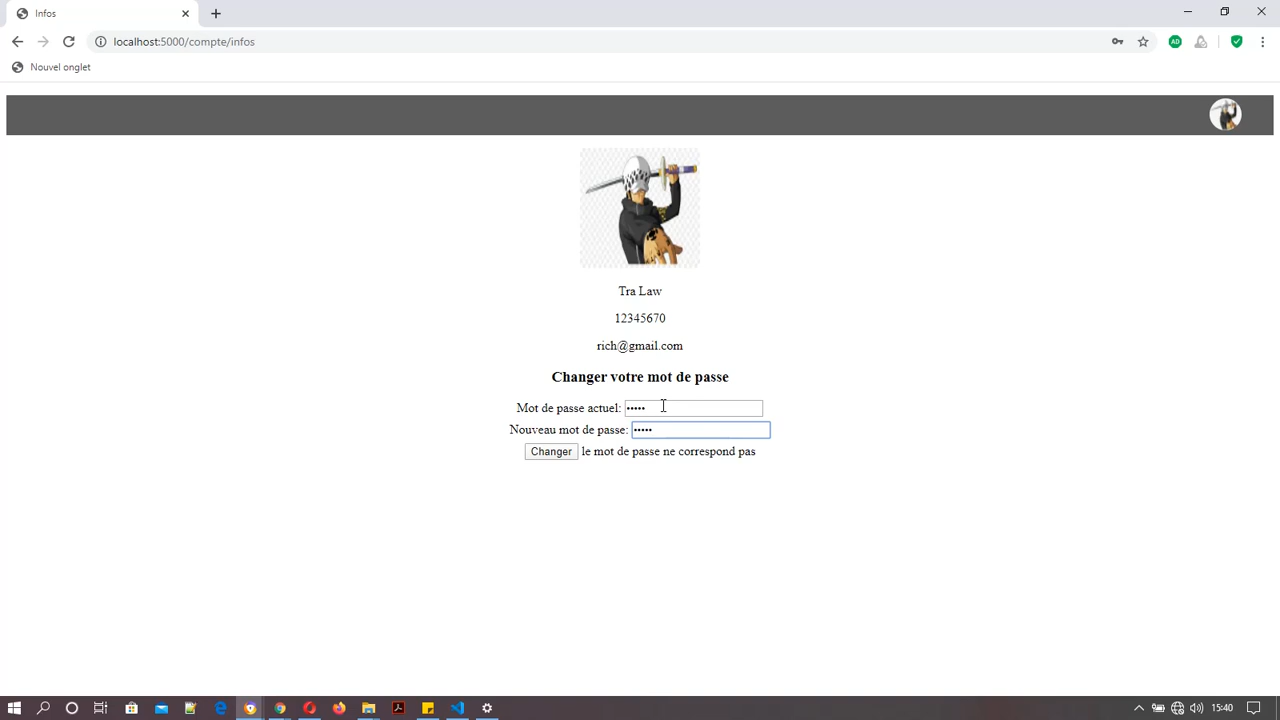 Infos
localhost:5000/compte/infos
AD
Nouvel onglet
Tra Law
12345670
rich@gmail.com
Changer votre mot de passe
Mot de passe actuel: •••••
Nouveau mot de passe: •••••
Changer le mot de passe ne correspond pas
15:40